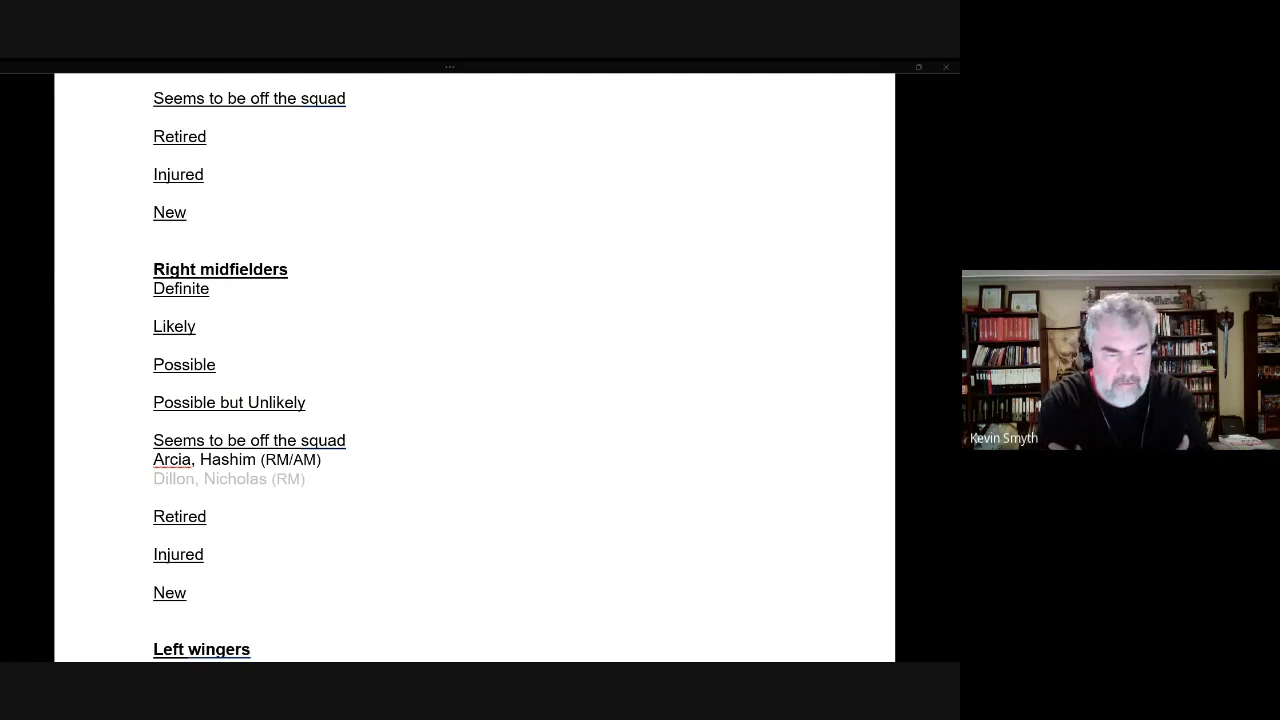 Seems to be off the squad
Retired
Injured
New
Right midfielders
Definite
Likely
Possible
Possible but Unlikely
Seems to be off the squad
Arcia, Hashim (RM/AM)
Dillon, Nicholas (RM)
Retired
Injured
New
Left wingers
Kevin Smyth